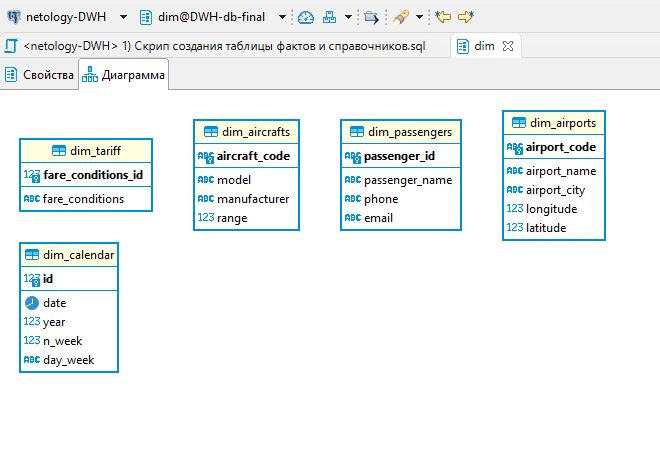 netology-DWH
dim@DWH-db-final
<netology-DWH> 1) Скрип создания таблицы фактов и справочников.sql
dim
Свойства
Диаграмма
dim_tariff
123 fare_conditions_id
ABC fare_conditions
dim_aircrafts
ABC aircraft_code
ABC model
ABC manufacturer
123 range
dim_passengers
ABC passenger_id
ABC passenger_name
ABC phone
ABC email
dim_airports
ABC airport_code
ABC airport_name
ABC airport_city
123 longitude
123 latitude
dim_calendar
123 id
date
123 year
123 n_week
ABC day_week